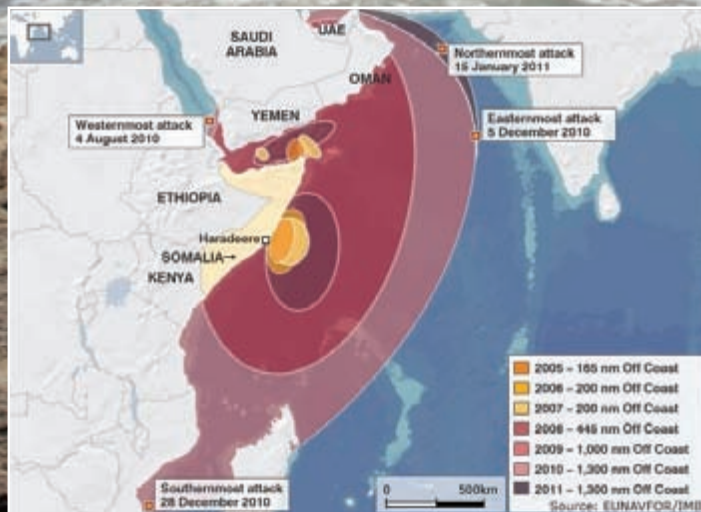 SAUDI
ARABIA
UAE
OMAN
Northernmost attack
15 January 2011
YEMEN
Westernmost attack
4 August 2010
Easternmost attack
5 December 2010
ETHIOPIA
Haradeere
SOMALIA→
KENYA
2005 – 165 nm Off Coast
2006 – 200 nm Off Coast
2007 – 200 nm Off Coast
2008 – 445 nm Off Coast
2009 – 1,000 nm Off Coast
2010 – 1,300 nm Off Coast
2011 – 1,300 nm Off Coast
Southernmost attack
28 December 2010
0 500km
Source: EUNAVFOR/IMB